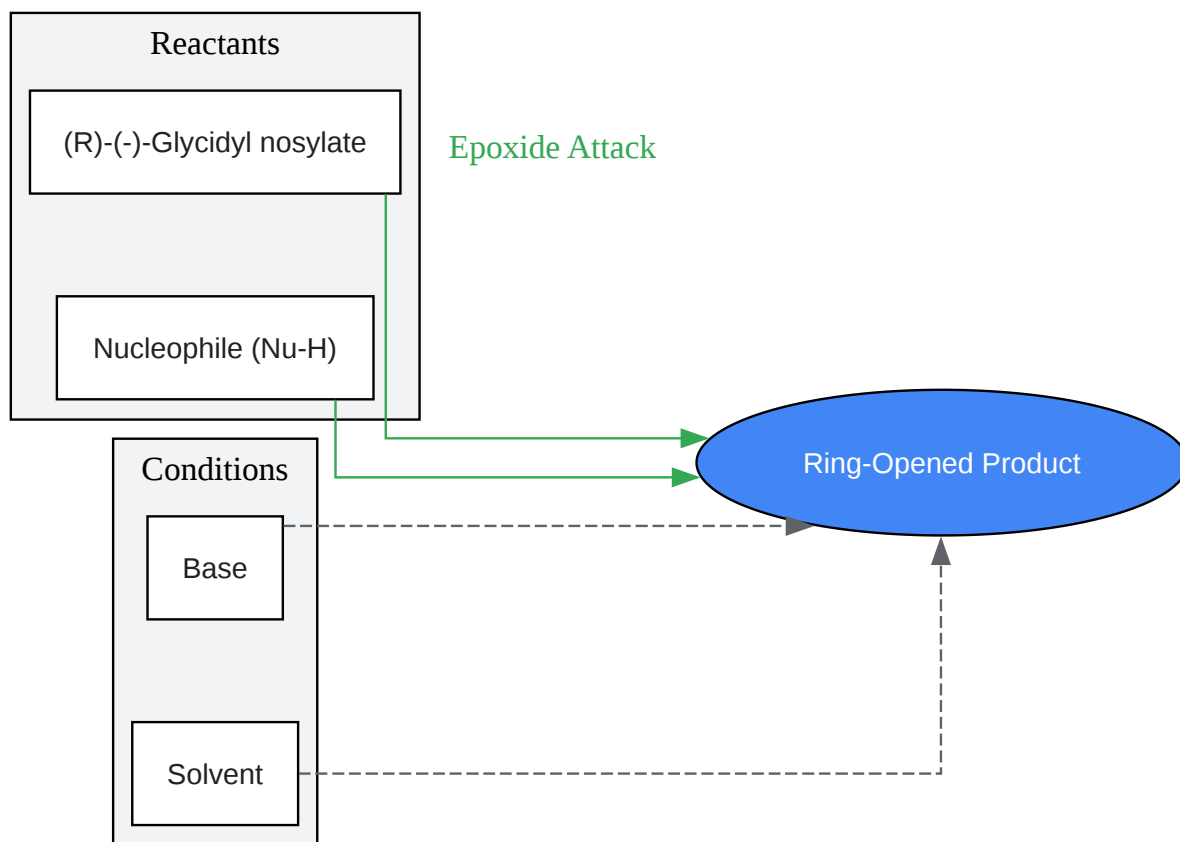 Reactants
(R)-(-)-Glycidyl nosylate
Epoxide Attack
Nucleophile (Nu-H)
Conditions
Ring-Opened Product
Base
Solvent